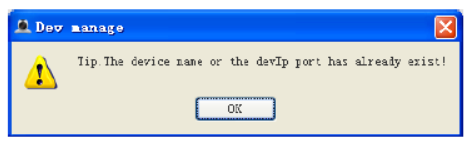 Dev manage
Tip.The device name or the devIp port has already exist!
OK